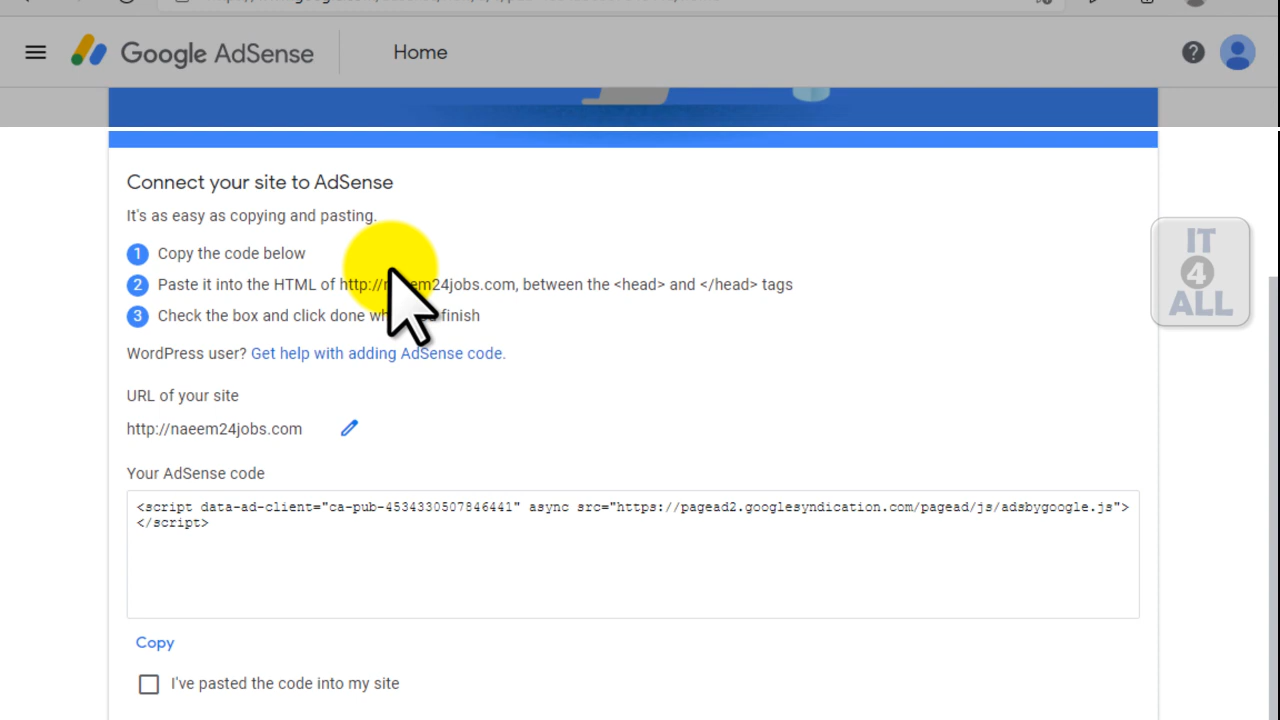 Google AdSense
Home
Connect your site to AdSense
It's as easy as copying and pasting.
1 Copy the code below
2 Paste it into the HTML of http://naeem24jobs.com, between the <head> and </head> tags
3 Check the box and click done finish
WordPress user? Get help with adding AdSense code.
URL of your site
http://naeem24jobs.com
Your AdSense code
<script data-ad-client="ca-pub-4534330507846441" async src="https://pagead2.googlesyndication.com/pagead/js/adsbygoogle.js">
</script>
Copy
I've pasted the code into my site
IT
4
ALL